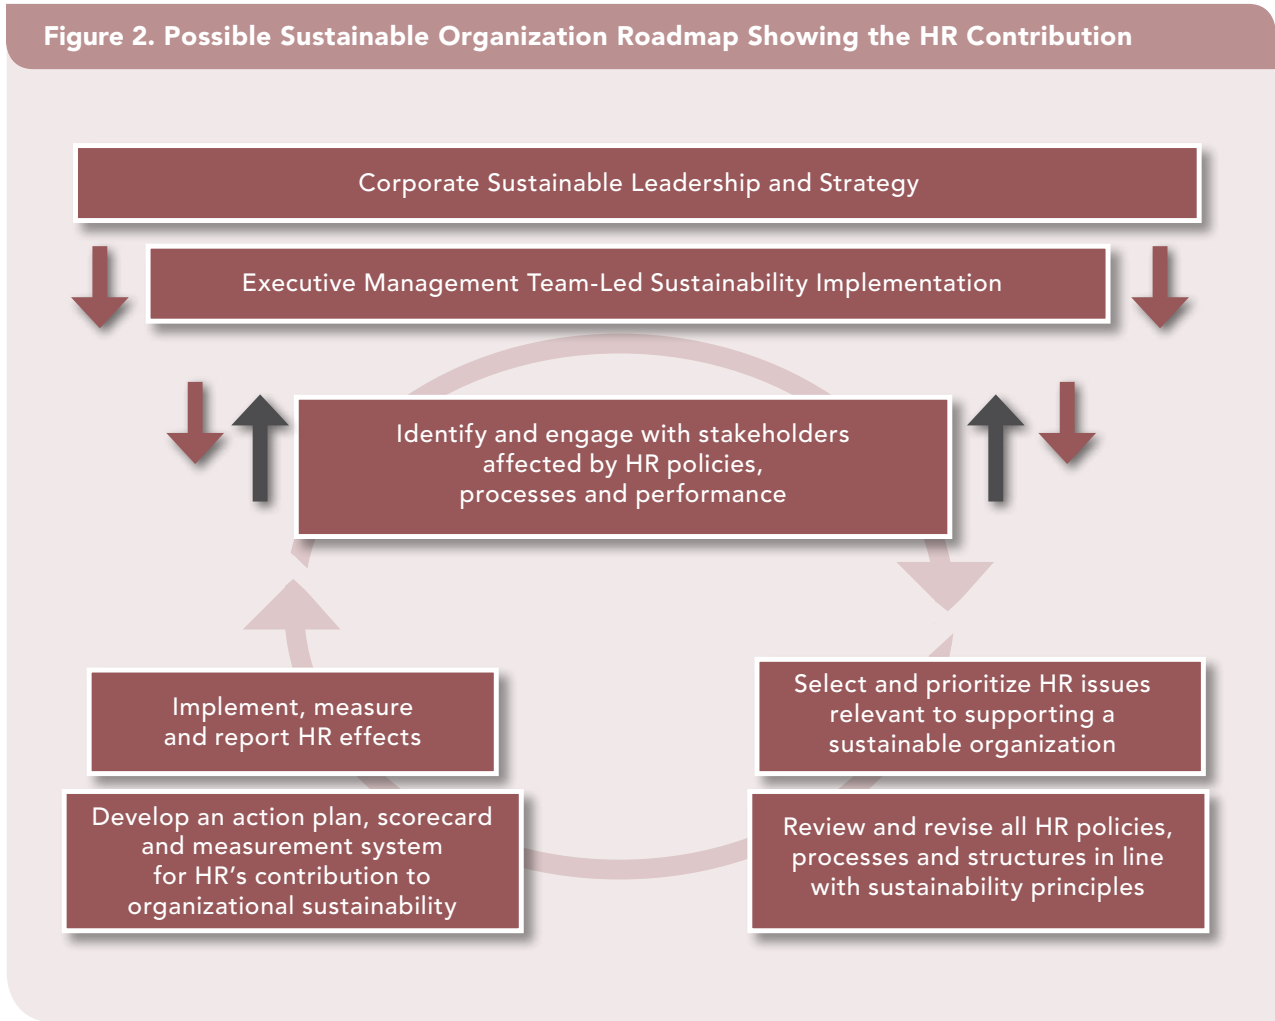 Figure 2. Possible Sustainable Organization Roadmap Showing the HR Contribution
Corporate Sustainable Leadership and Strategy
Executive Management Team-Led Sustainability Implementation
Identify and engage with stakeholders
affected by HR policies,
processes and performance
Select and prioritize HR issues
relevant to supporting a
sustainable organization
Review and revise all HR policies,
processes and structures in line
with sustainability principles
Develop an action plan, scorecard
and measurement system
for HR’s contribution to
organizational sustainability
Implement, measure
and report HR effects